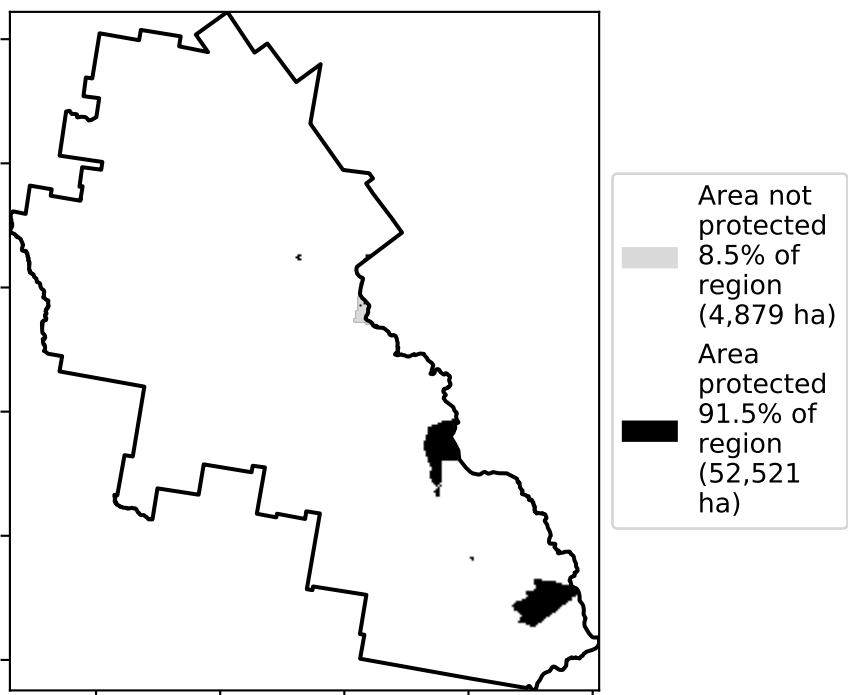 Area not
protected
8.5% of
region
(4,879 ha)
Area
protected
91.5% of
region
(52,521
ha)